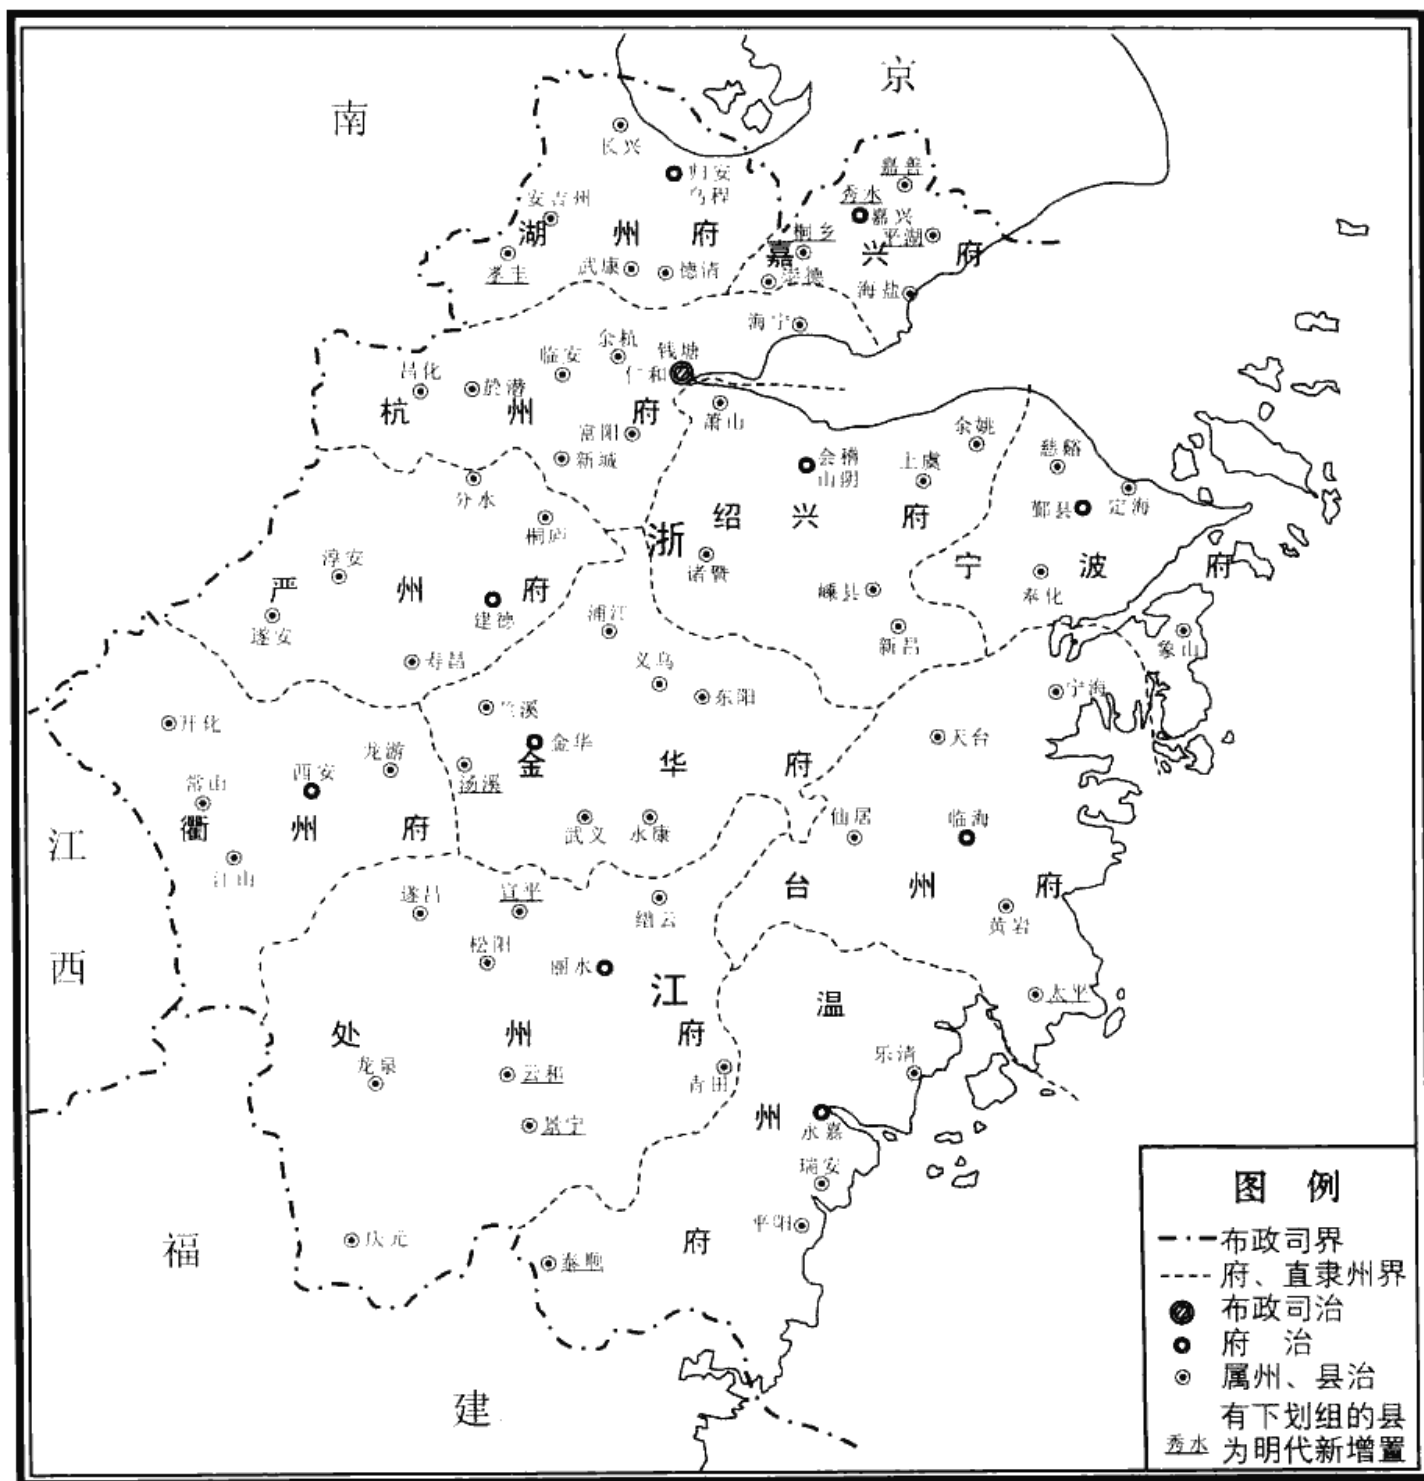 南
京
长兴
归安
乌程
嘉善
秀水
嘉兴
安吉州
湖州府
桐乡
平湖
嘉兴府
孝丰
武康
德清
崇德
海盐
海宁
余杭
钱塘
临安
仁和
昌化
於潜
杭州府
萧山
富阳
新城
余姚
慈谿
会稽
山阴
上虞
分水
鄞县
定海
桐庐
绍兴府
浙
诸暨
宁波府
淳安
严州府
嵊县
奉化
建德
浦江
遂安
新昌
象山
寿昌
义乌
东阳
宁海
开化
兰溪
天台
龙游
金华
西安
汤溪
金华府
常山
衢州府
武义
永康
仙居
临海
江
江山
台州府
遂昌
宣平
缙云
黄岩
松阳
丽水
西
江
太平
温
处州府
乐清
龙泉
云和
青田
景宁
州
永嘉
瑞安
平阳
福
庆元
泰顺
府
建
图 例
布政司界
府、直隶州界
布政司治
府 治
属州、县治
有下划组的县
秀水 为明代新增置